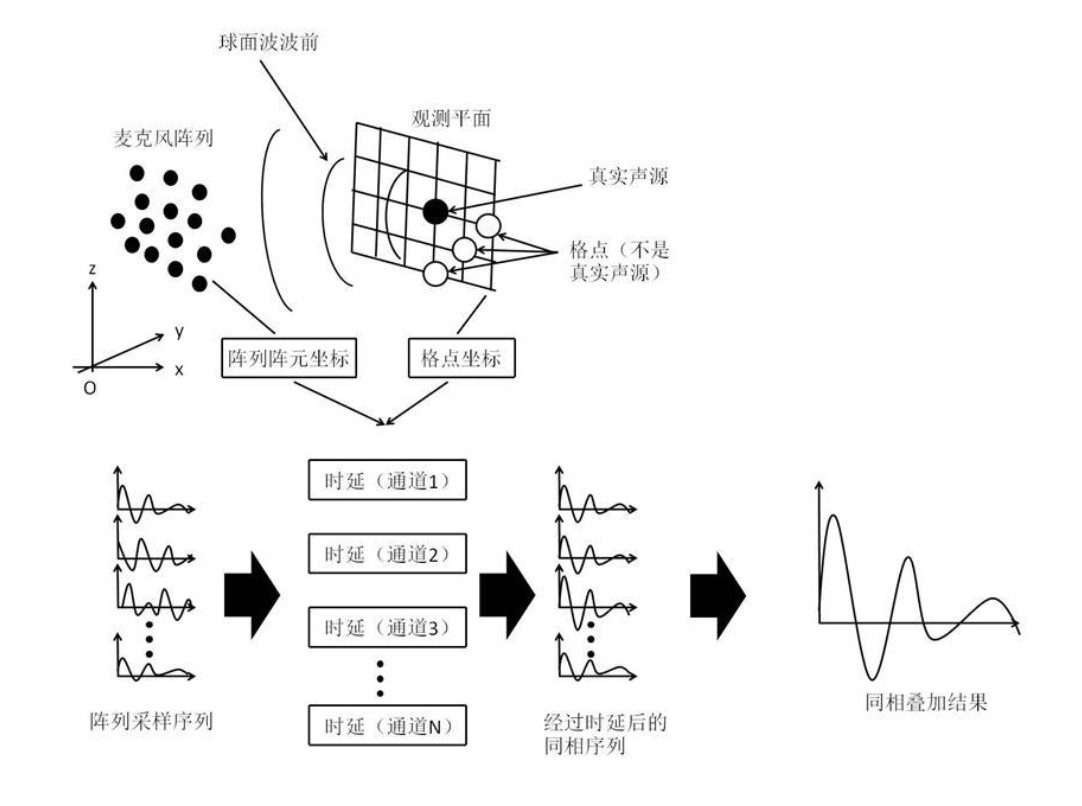 球面波波前
观测平面
麦克风阵列
真实声源
格点（不是
真实声源）
z
y
x
O
阵列阵元坐标
格点坐标
时延（通道1）
时延（通道2）
时延（通道3）
时延（通道N）
阵列采样序列
经过时延后的
同相序列
同相叠加结果